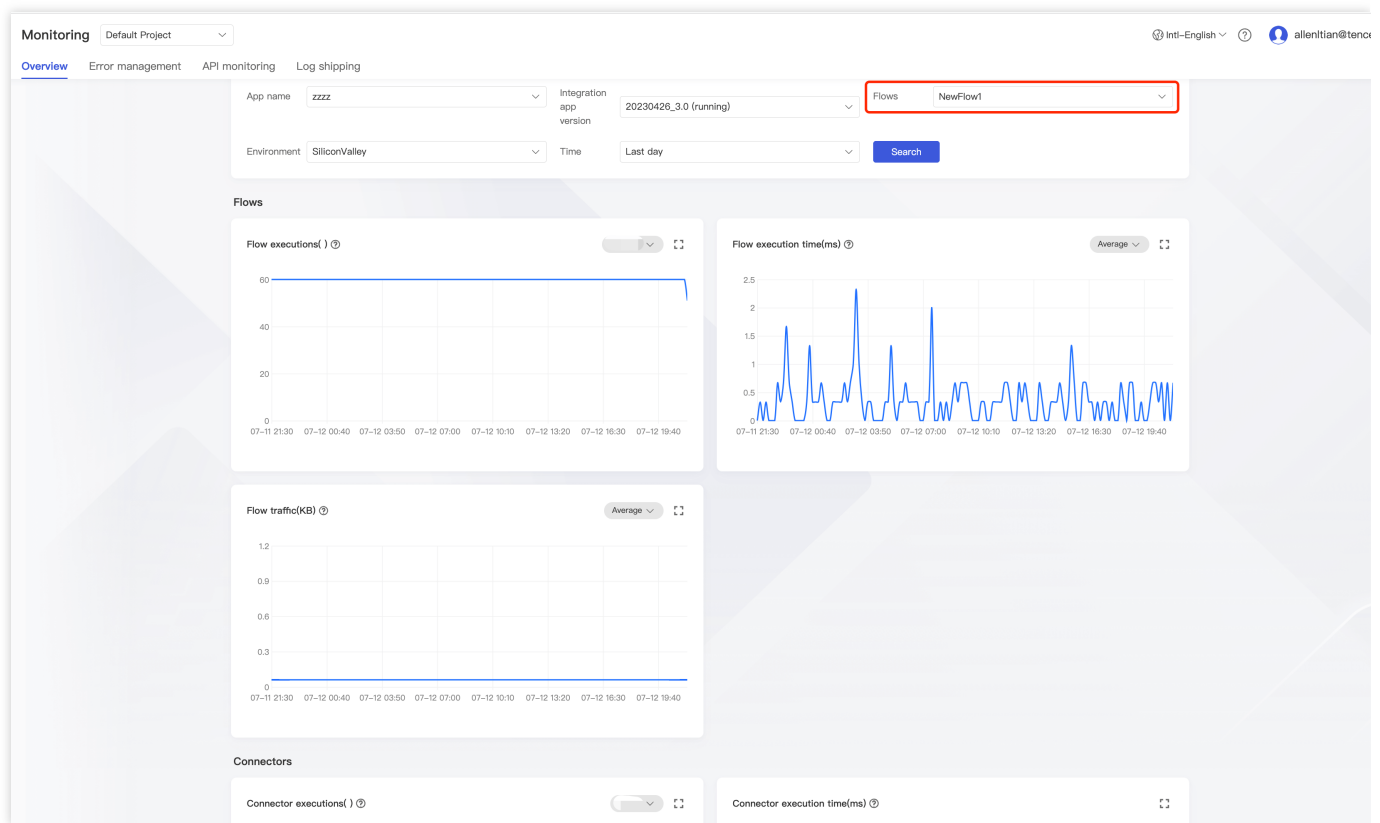 Monitoring Default Project Intl-English allenltian@tence
Overview Error management API monitoring Log shipping
App name zzzz Integration app version 20230426_3.0 (running) Flows NewFlow1
Environment SiliconValley Time Last day Search
Flows
Flow executions( )
60
40
20
0
07-11 21:30 07-12 00:40 07-12 03:50 07-12 07:00 07-12 10:10 07-12 13:20 07-12 16:30 07-12 19:40
Flow execution time(ms) Average
2.5
2
1.5
1
0.5
0
07-11 21:30 07-12 00:40 07-12 03:50 07-12 07:00 07-12 10:10 07-12 13:20 07-12 16:30 07-12 19:40
Flow traffic(KB) Average
1.2
0.9
0.6
0.3
0
07-11 21:30 07-12 00:40 07-12 03:50 07-12 07:00 07-12 10:10 07-12 13:20 07-12 16:30 07-12 19:40
Connectors
Connector executions( )
Connector execution time(ms)